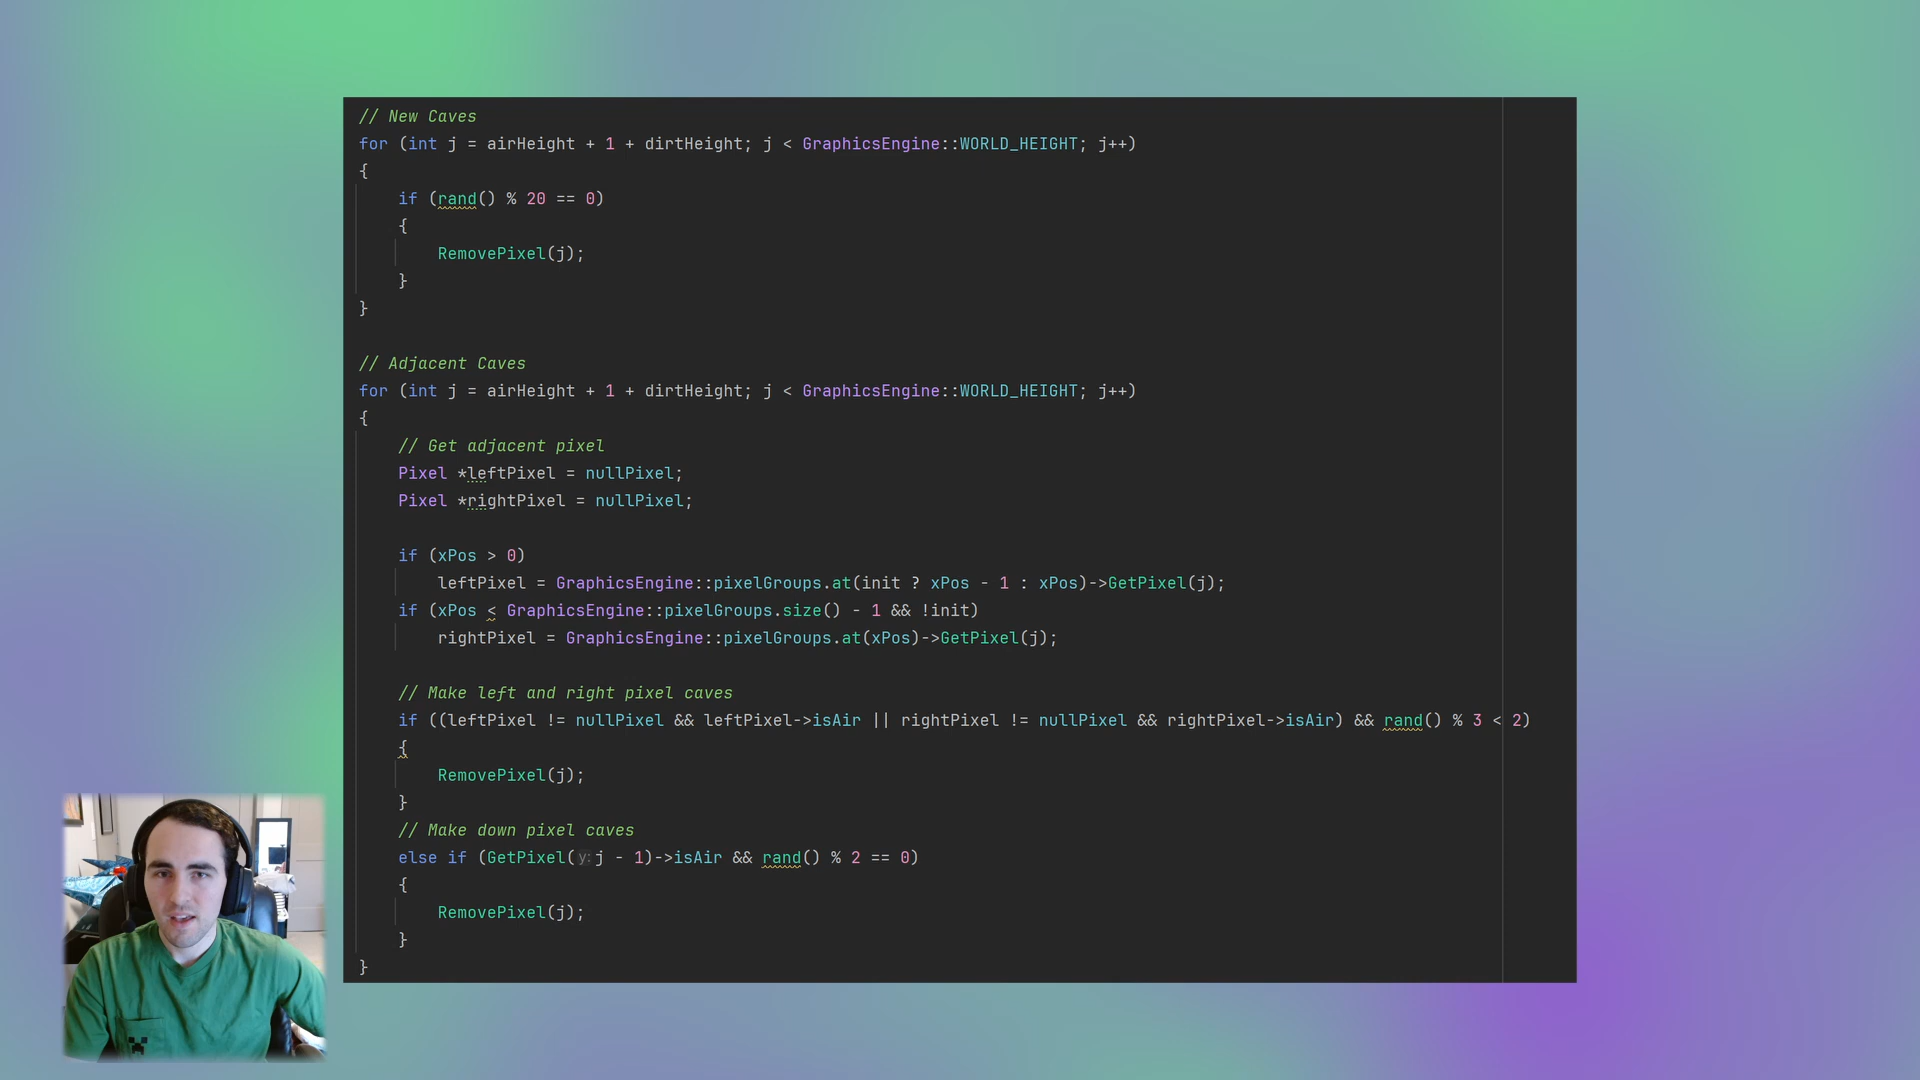 // New Caves
for (int j = airHeight + 1 + dirtHeight; j < GraphicsEngine::WORLD_HEIGHT; j++)
{
if (rand() % 20 == 0)
{
RemovePixel(j);
}
}
// Adjacent Caves
for (int j = airHeight + 1 + dirtHeight; j < GraphicsEngine::WORLD_HEIGHT; j++)
{
// Get adjacent pixel
Pixel *leftPixel = nullPixel;
Pixel *rightPixel = nullPixel;
if (xPos > 0)
leftPixel = GraphicsEngine::pixelGroups.at(init ? xPos - 1 : xPos)->GetPixel(j);
if (xPos < GraphicsEngine::pixelGroups.size() - 1 && !init)
rightPixel = GraphicsEngine::pixelGroups.at(xPos)->GetPixel(j);
// Make left and right pixel caves
if ((leftPixel != nullPixel && leftPixel->isAir || rightPixel != nullPixel && rightPixel->isAir) && rand() % 3 < 2)
{
RemovePixel(j);
}
// Make down pixel caves
else if (GetPixel(y: j - 1)->isAir && rand() % 2 == 0)
{
RemovePixel(j);
}
}